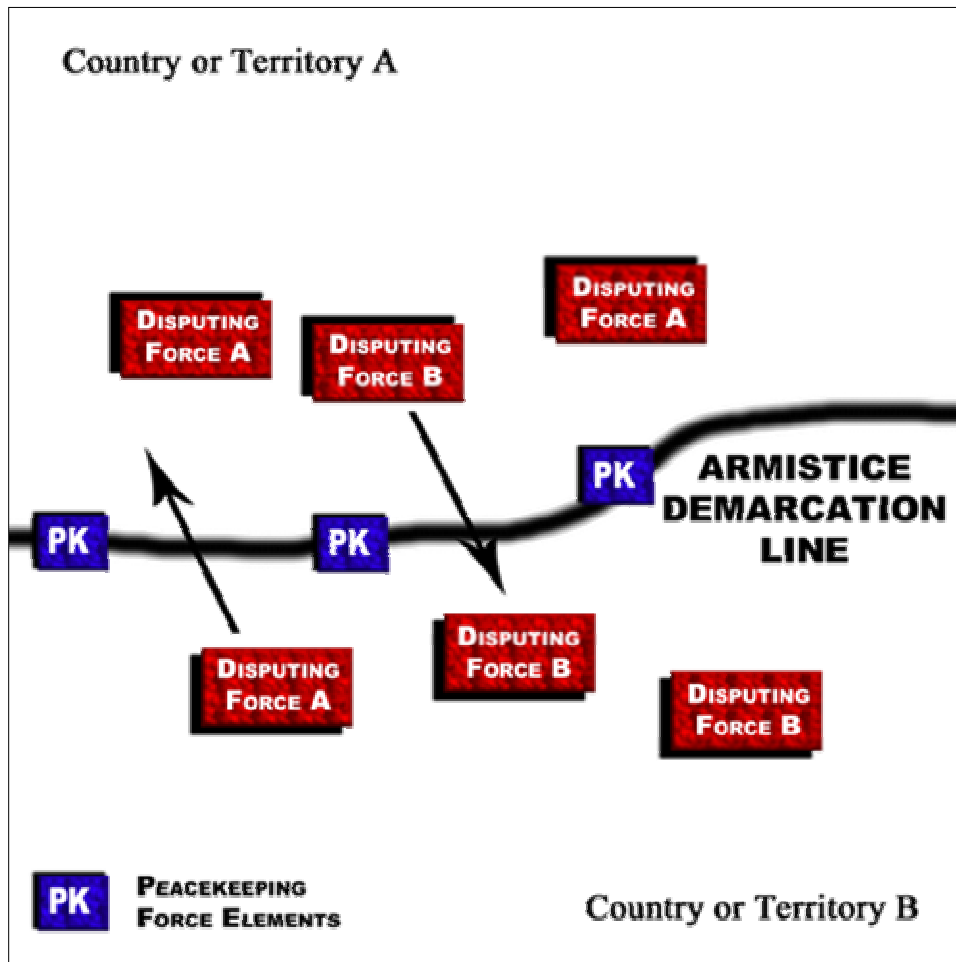 Country or Territory A
DISPUTING
FORCE A
DISPUTING
FORCE B
DISPUTING
FORCE A
PK
PK
PK
ARMISTICE
DEMARCATION
LINE
DISPUTING
FORCE A
DISPUTING
FORCE B
DISPUTING
FORCE B
PK
PEACEKEEPING
FORCE ELEMENTS
Country or Territory B